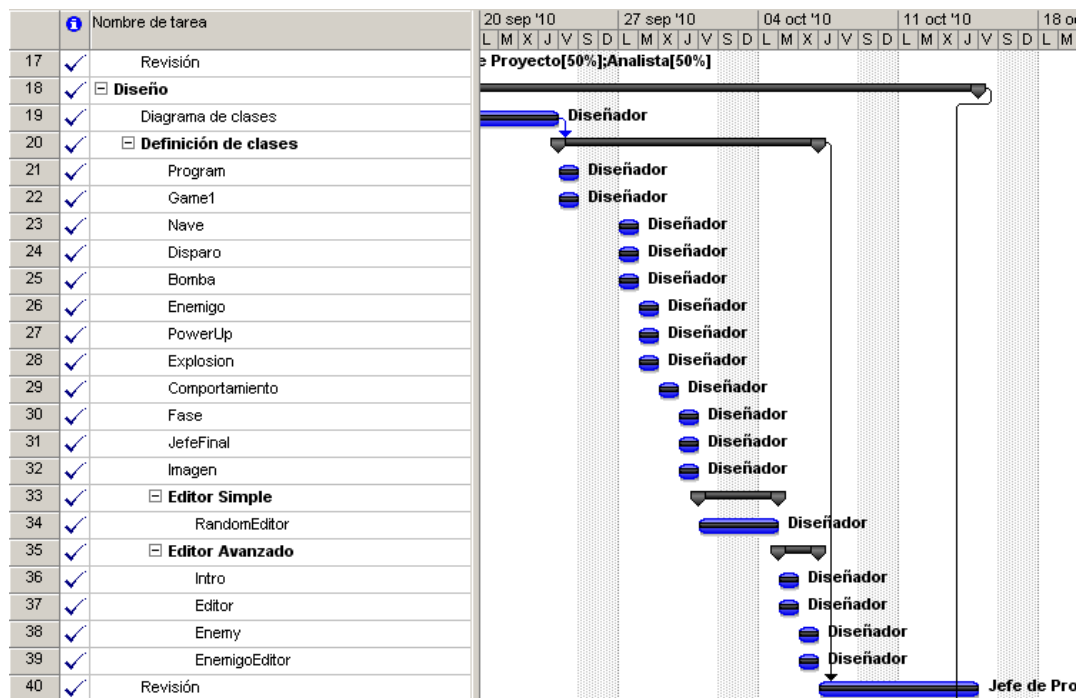 Nombre de tarea 20 sep '10 27 sep '10 04 oct '10 11 oct '10 18 o
L M X J V S D L M X J V S D L M X J V S D L M X J V S D L M
17 Revisión e Proyecto[50%];Analista[50%]
18 Diseño
19 Diagrama de clases Diseñador
20 Definición de clases
21 Program Diseñador
22 Game1 Diseñador
23 Nave Diseñador
24 Disparo Diseñador
25 Bomba Diseñador
26 Enemigo Diseñador
27 PowerUp Diseñador
28 Explosion Diseñador
29 Comportamiento Diseñador
30 Fase Diseñador
31 JefeFinal Diseñador
32 Imagen Diseñador
33 Editor Simple
34 RandomEditor Diseñador
35 Editor Avanzado
36 Intro Diseñador
37 Editor Diseñador
38 Enemy Diseñador
39 EnemigoEditor Diseñador
40 Revisión Jefe de Pro